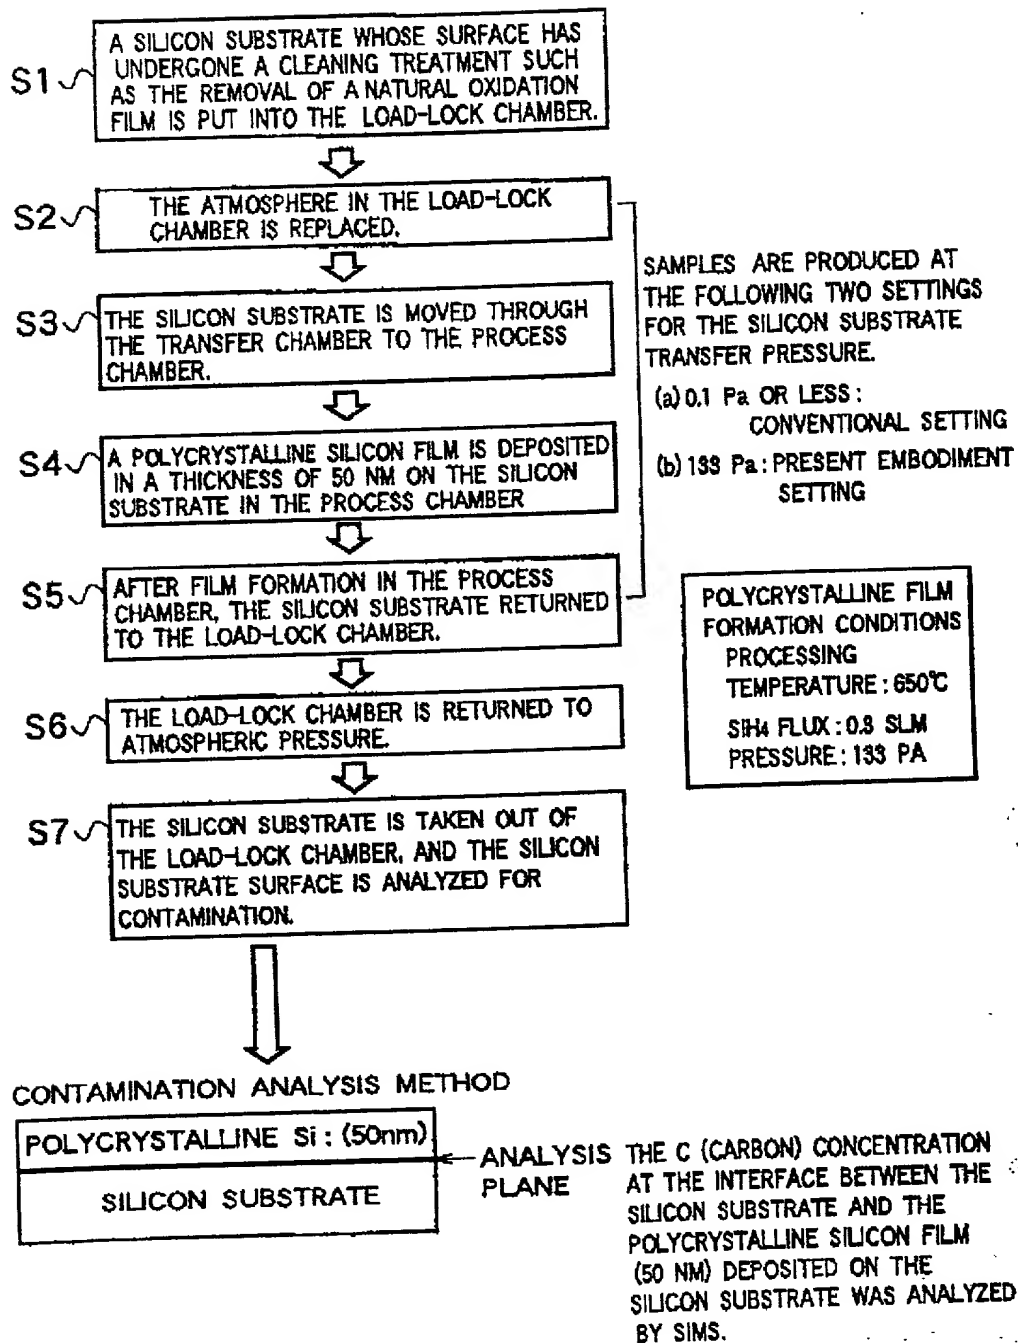 S1
A SILICON SUBSTRATE WHOSE SURFACE HAS
UNDERGONE A CLEANING TREATMENT SUCH
AS THE REMOVAL OF A NATURAL OXIDATION
FILM IS PUT INTO THE LOAD-LOCK CHAMBER.
S2
THE ATMOSPHERE IN THE LOAD-LOCK
CHAMBER IS REPLACED.
S3
THE SILICON SUBSTRATE IS MOVED THROUGH
THE TRANSFER CHAMBER TO THE PROCESS
CHAMBER.
S4
A POLYCRYSTALLINE SILICON FILM IS DEPOSITED
IN A THICKNESS OF 50 NM ON THE SILICON
SUBSTRATE IN THE PROCESS CHAMBER
S5
AFTER FILM FORMATION IN THE PROCESS
CHAMBER, THE SILICON SUBSTRATE RETURNED
TO THE LOAD-LOCK CHAMBER.
S6
THE LOAD-LOCK CHAMBER IS RETURNED TO
ATMOSPHERIC PRESSURE.
S7
THE SILICON SUBSTRATE IS TAKEN OUT OF
THE LOAD-LOCK CHAMBER, AND THE SILICON
SUBSTRATE SURFACE IS ANALYZED FOR
CONTAMINATION.
SAMPLES ARE PRODUCED AT
THE FOLLOWING TWO SETTINGS
FOR THE SILICON SUBSTRATE
TRANSFER PRESSURE.
(a) 0.1 Pa OR LESS :
CONVENTIONAL SETTING
(b) 133 Pa : PRESENT EMBODIMENT
SETTING
POLYCRYSTALLINE FILM
FORMATION CONDITIONS
PROCESSING
TEMPERATURE : 650℃
SiH4 FLUX : 0.3 SLM
PRESSURE : 133 PA
CONTAMINATION ANALYSIS METHOD
POLYCRYSTALLINE Si : (50nm)
SILICON SUBSTRATE
ANALYSIS
PLANE
THE C (CARBON) CONCENTRATION
AT THE INTERFACE BETWEEN THE
SILICON SUBSTRATE AND THE
POLYCRYSTALLINE SILICON FILM
(50 NM) DEPOSITED ON THE
SILICON SUBSTRATE WAS ANALYZED
BY SIMS.